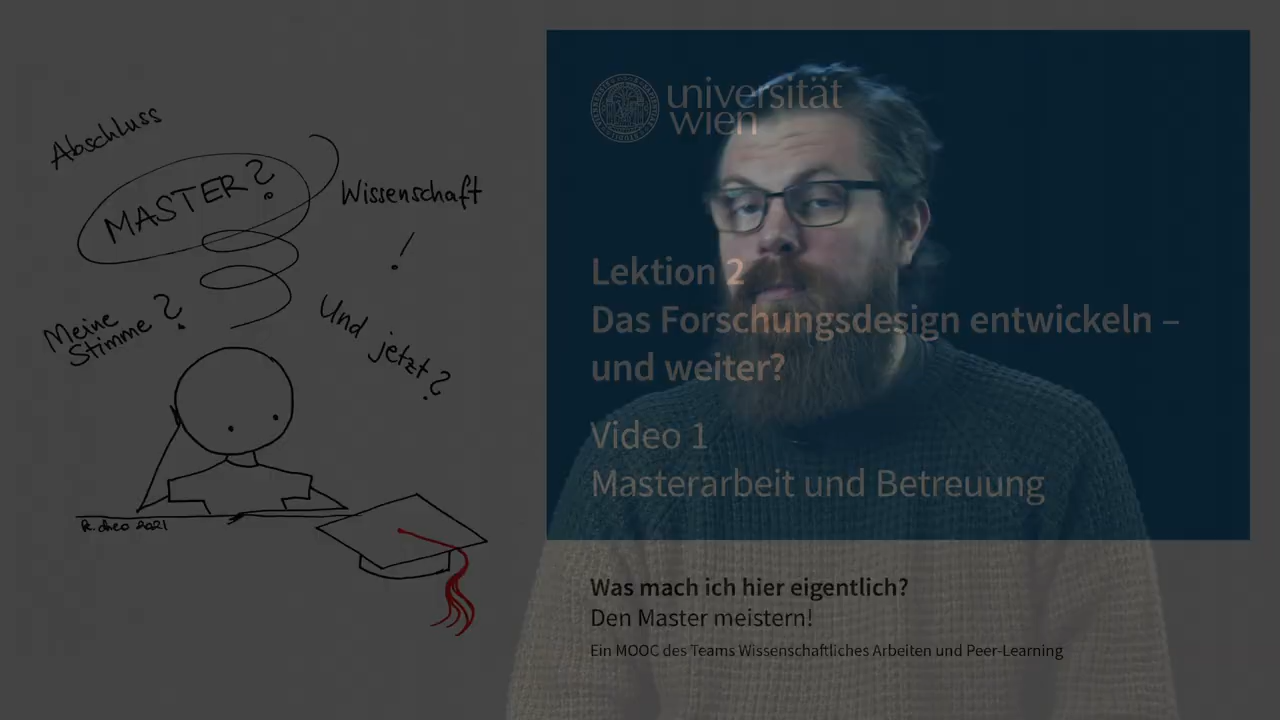 Abschluss
MASTER?
Wissenschaft
!
Meine
Stimme?
Und jetzt?
k. cheo 2021
universität
wien
Lektion 2
Das Forschungsdesign entwickeln –
und weiter?
Video 1
Masterarbeit und Betreuung
Was mach ich hier eigentlich?
Den Master meistern!
Ein MOOC des Teams Wissenschaftliches Arbeiten und Peer-Learning